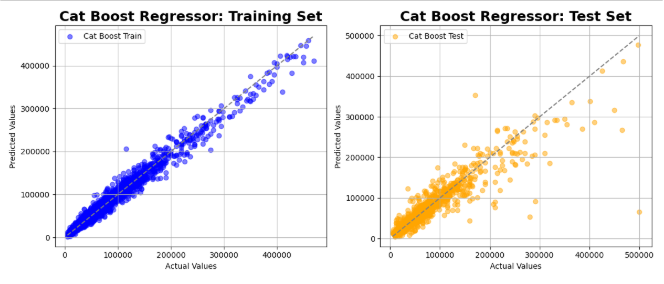 Cat Boost Regressor: Training Set
Cat Boost Train
400000
300000
200000
100000
0
Predicted Values
0
100000
200000
300000
400000
Actual Values
Cat Boost Regressor: Test Set
Cat Boost Test
500000
400000
300000
200000
100000
0
Predicted Values
0
100000
200000
300000
400000
500000
Actual Values